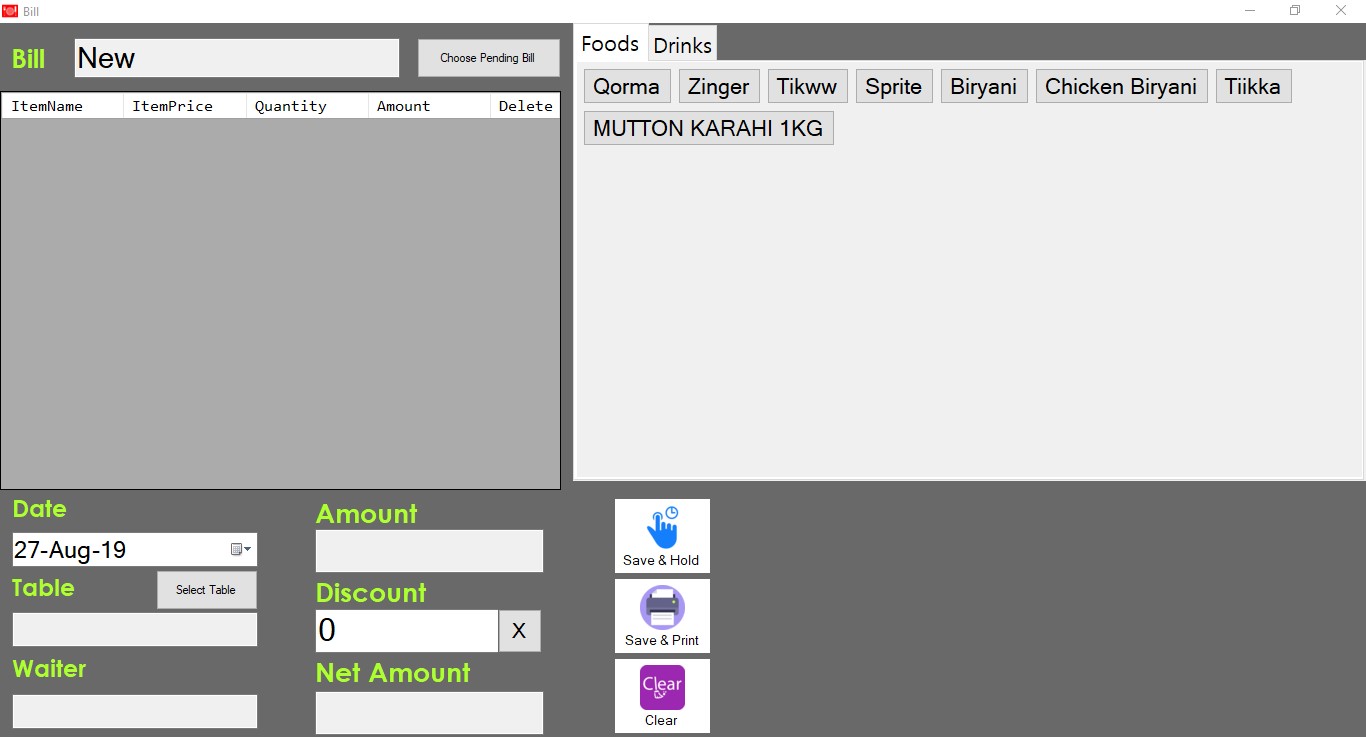 Bill
Bill
New
Choose Pending Bill
ItemName ItemPrice Quantity Amount Delete
Foods Drinks
Qorma Zinger Tikww Sprite Biryani Chicken Biryani Tiikka
MUTTON KARAHI 1KG
Date
27-Aug-19
Table
Select Table
Waiter
Amount
Discount
0
X
Net Amount
Save & Hold
Save & Print
Clear
&
Clear